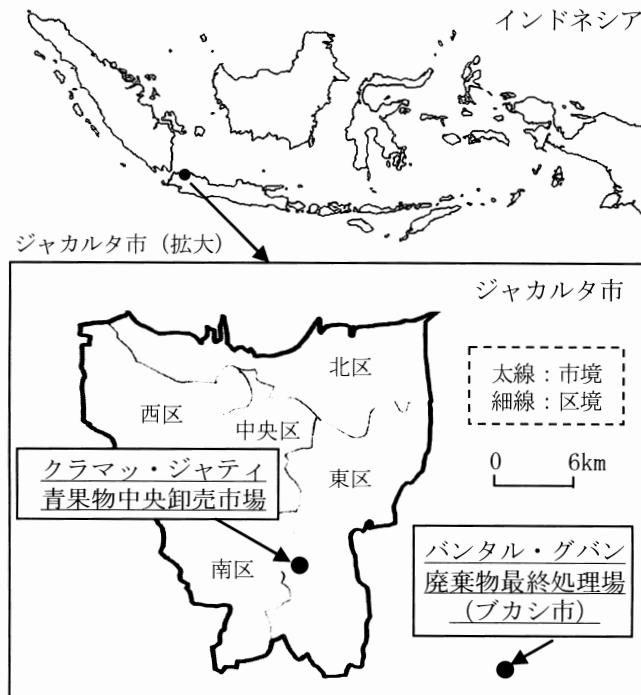 インドネシア
ジャカルタ市（拡大）
ジャカルタ市
北区
太線：市境
細線：区境
西区
中央区
クラマッ・ジャティ
青果物中央卸売市場
東区
0 6km
南区
バンタル・グバン
廃棄物最終処理場
（ブカシ市）